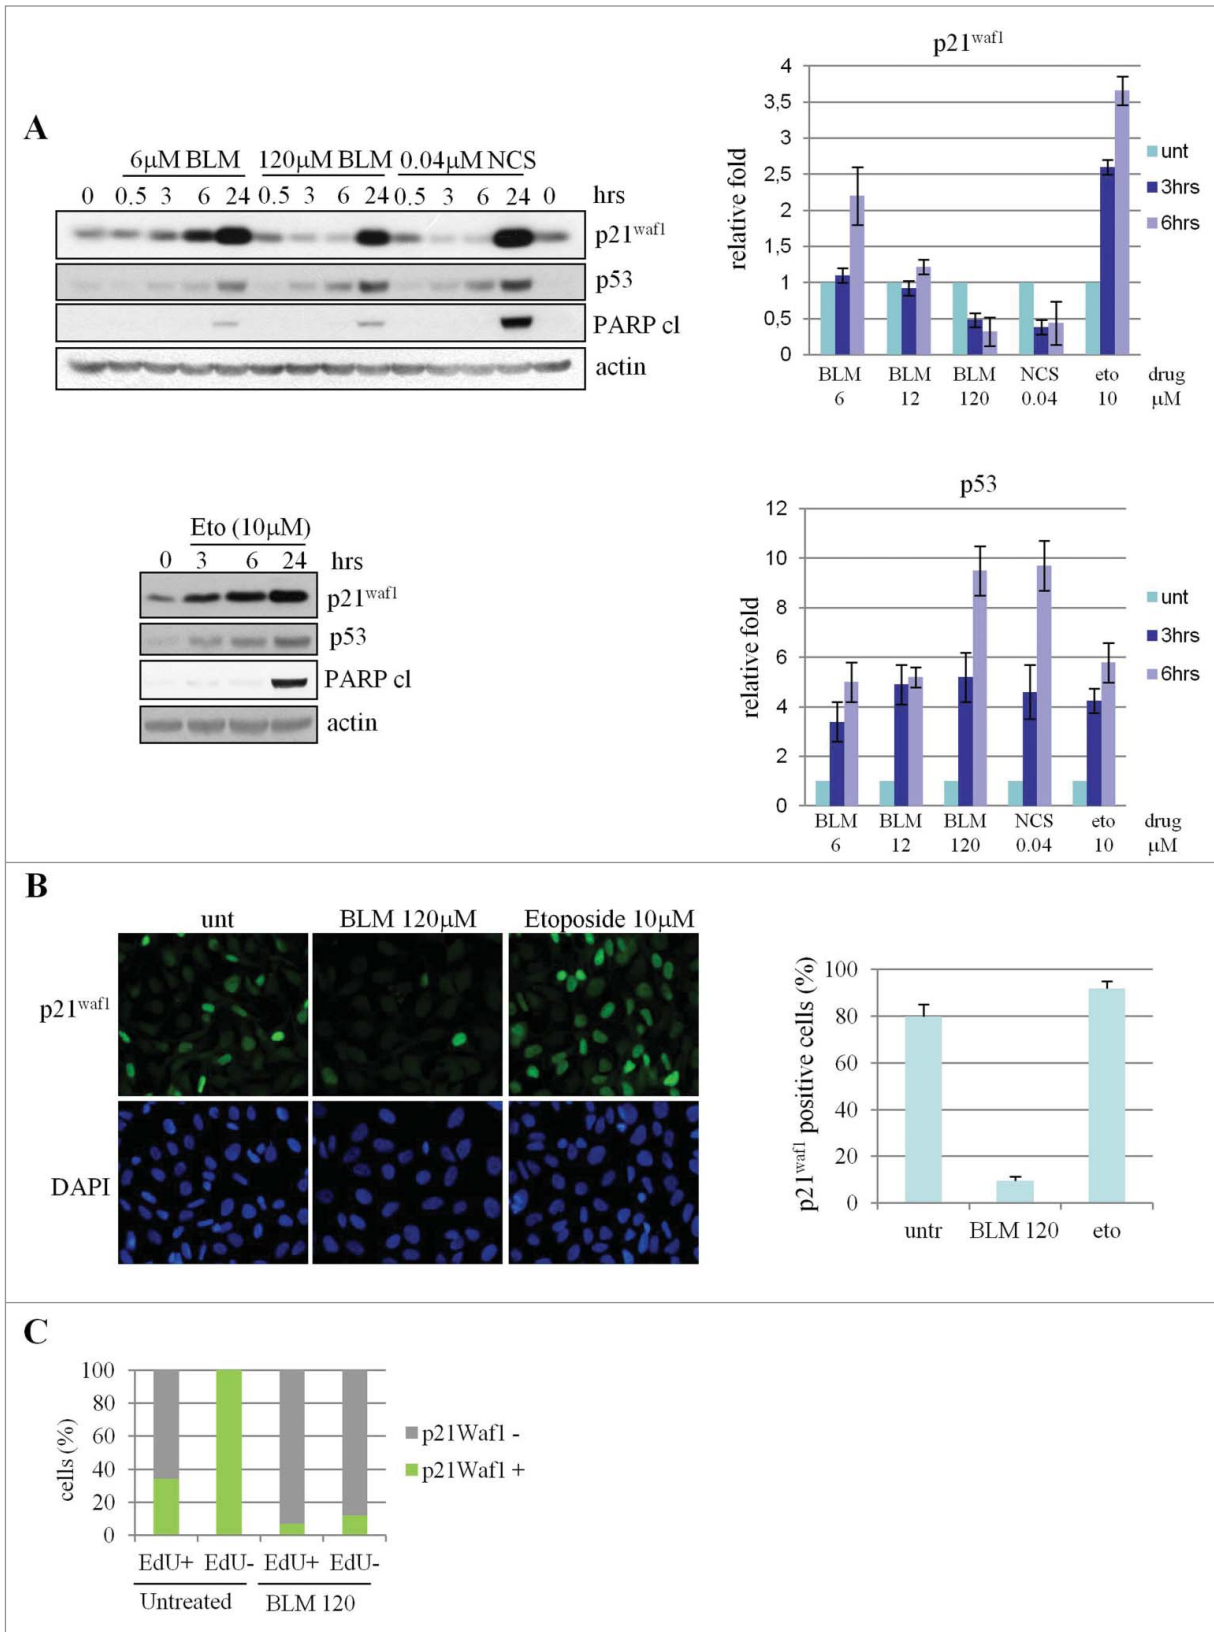 A
6µM BLM 120µM BLM 0.04µM NCS
0 0.5 3 6 24 0.5 3 6 24 0.5 3 6 24 0 hrs
p21waf1
p53
PARP cl
actin
p21waf1
4
3,5
3
2,5
2
1,5
1
0,5
0
relative fold
unt
3hrs
6hrs
BLM BLM BLM NCS eto drug
6 12 120 0.04 10 µM
Eto (10µM)
0 3 6 24 hrs
p21waf1
p53
PARP cl
actin
p53
12
10
8
6
4
2
0
relative fold
unt
3hrs
6hrs
BLM BLM BLM NCS eto drug
6 12 120 0.04 10 µM
B
unt BLM 120µM Etoposide 10µM
p21waf1
DAPI
p21waf1 positive cells (%)
100
80
60
40
20
0
untr BLM 120 eto
C
cells (%)
100
80
60
40
20
0
p21Waf1 -
p21Waf1 +
EdU+ EdU- EdU+ EdU-
Untreated BLM 120